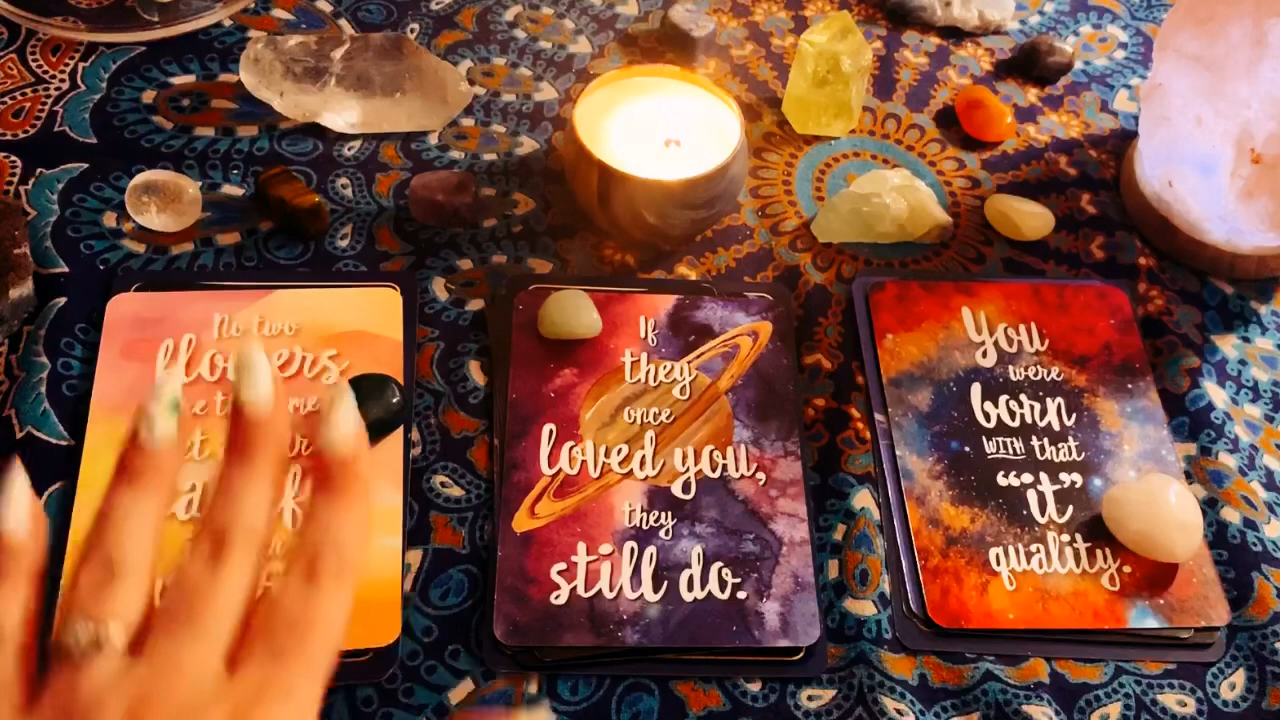 No two
flowers
If
they
once
loved you,
they
still do.
You
were
born
WITH that
“it”
quality.